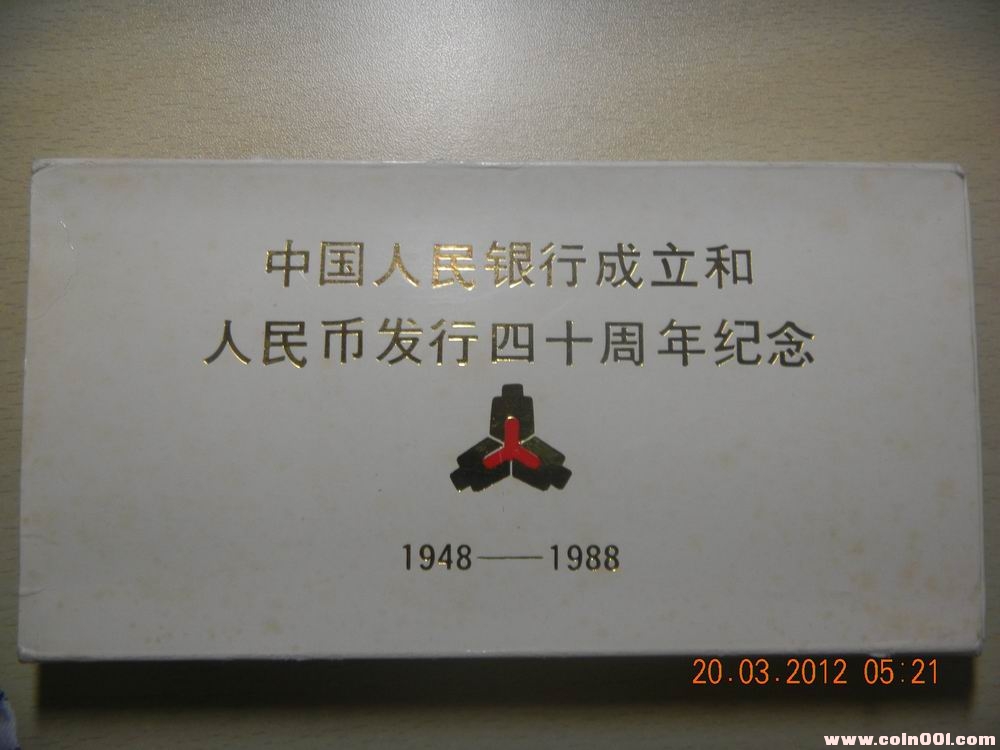 中国人民银行成立和
人民币发行四十周年纪念
1948——1988
20.03.2012 05:21
www.coin001.com